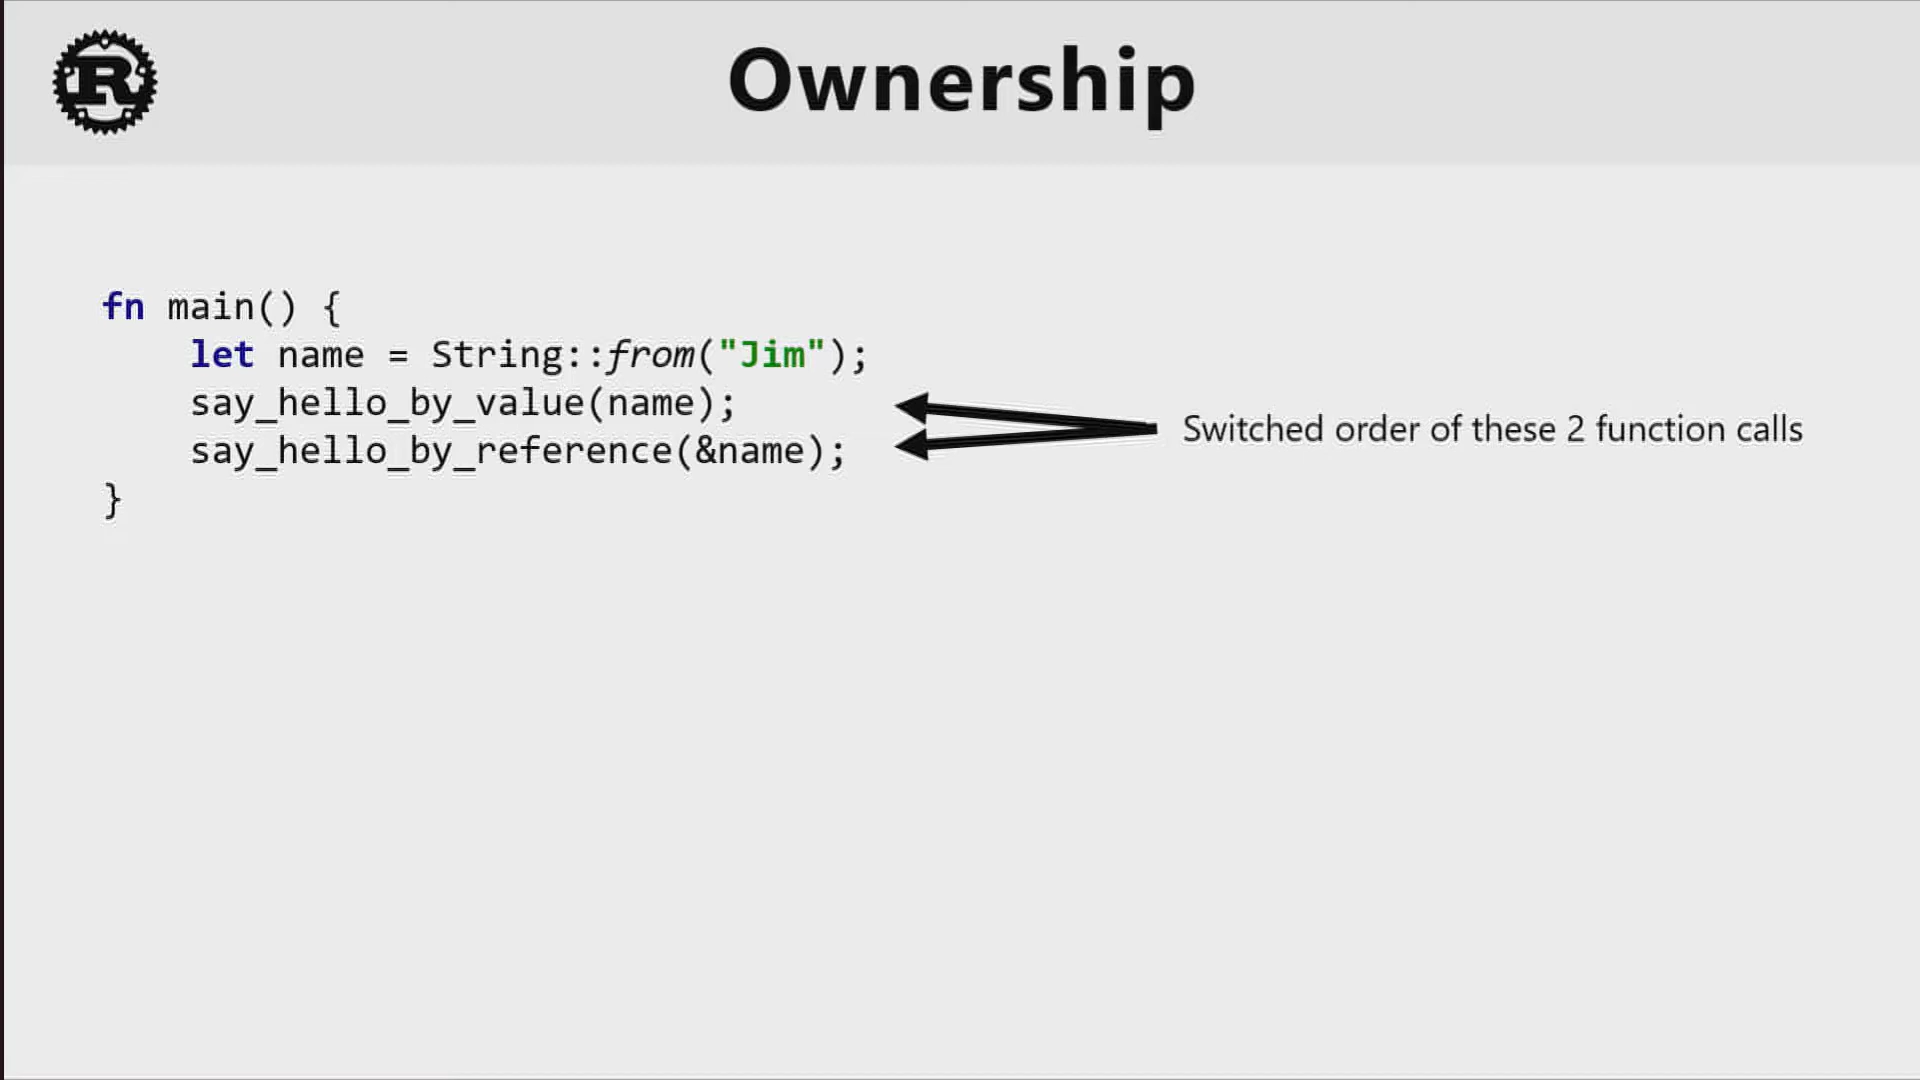 R
Ownership
fn main() {
let name = String::from("Jim");
say_hello_by_value(name);
say_hello_by_reference(&name);
}
Switched order of these 2 function calls